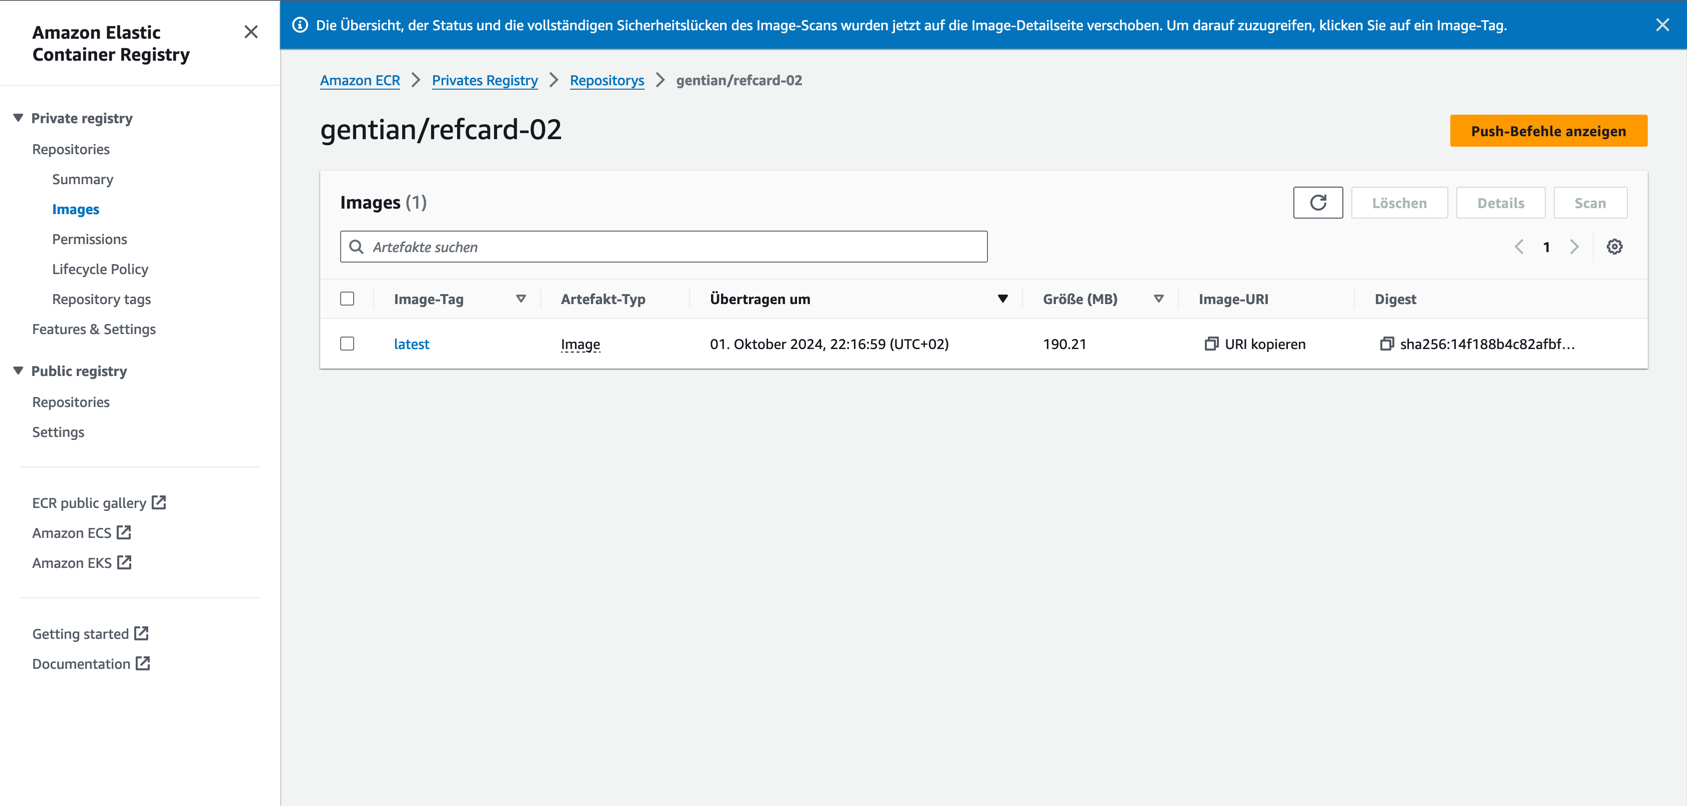 Amazon Elastic
Container Registry
Private registry
Repositories
Summary
Images
Permissions
Lifecycle Policy
Repository tags
Features & Settings
Public registry
Repositories
Settings
ECR public gallery
Amazon ECS
Amazon EKS
Getting started
Documentation
Die Übersicht, der Status und die vollständigen Sicherheitslücken des Image-Scans wurden jetzt auf die Image-Detailseite verschoben. Um darauf zuzugreifen, klicken Sie auf ein Image-Tag.
Amazon ECR Privates Registry Repositorys gentian/refcard-02
gentian/refcard-02
Push-Befehle anzeigen
Images (1)
Löschen Details Scan
Artefakte suchen
1
Image-Tag Artefakt-Typ Übertragen um Größe (MB) Image-URI Digest
latest Image 01. Oktober 2024, 22:16:59 (UTC+02) 190.21 URI kopieren sha256:14f188b4c82afbf...